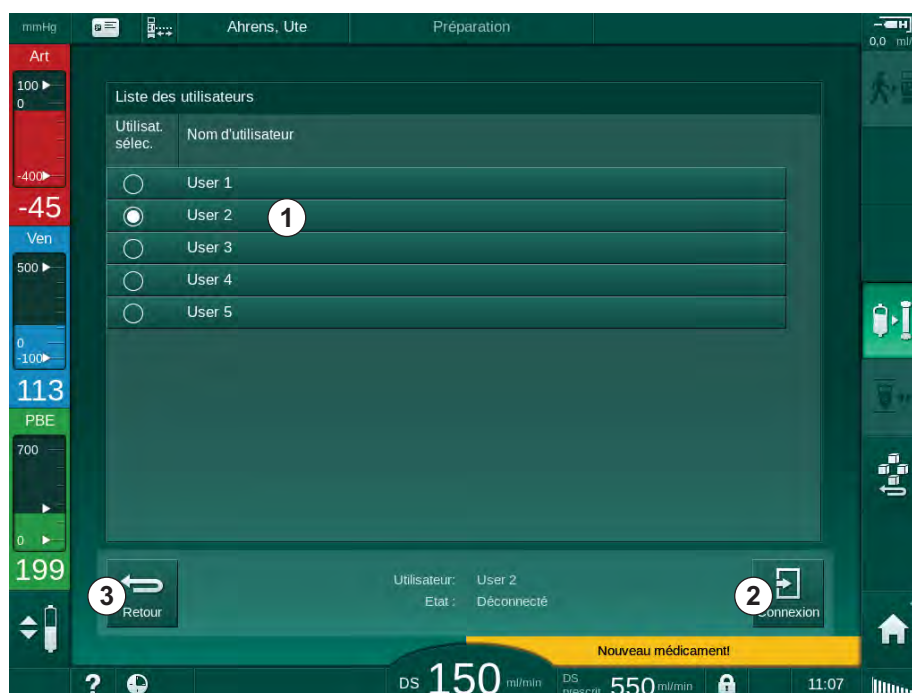 mmHg
Ahrens, Ute
Préparation
0,0 ml/
Art
100
0
-400
-45
Ven
500
0
-100
113
PBE
700
0
199
Liste des utilisateurs
Utilisat. sélec.
Nom d'utilisateur
User 1
User 2
1
User 3
User 4
User 5
3
Retour
Utilisateur: User 2
Etat : Déconnecté
2
Connexion
Nouveau médicament!
?
DS 150 ml/min
DS prescrit 550 ml/min
11:07